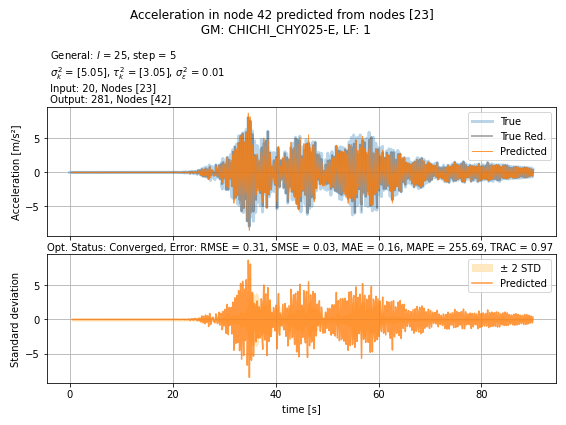 Acceleration in node 42 predicted from nodes [23]
GM: CHICHI_CHY025-E, LF: 1
General: l = 25, step = 5
σ²ₖ = [5.05], τ²ₖ = [3.05], σ²ε = 0.01
Input: 20, Nodes [23]
Output: 281, Nodes [42]
Acceleration [m/s²]
5
0
−5
True
True Red.
Predicted
Opt. Status: Converged, Error: RMSE = 0.31, SMSE = 0.03, MAE = 0.16, MAPE = 255.69, TRAC = 0.97
Standard deviation
5
0
−5
± 2 STD
Predicted
0 20 40 60 80
time [s]